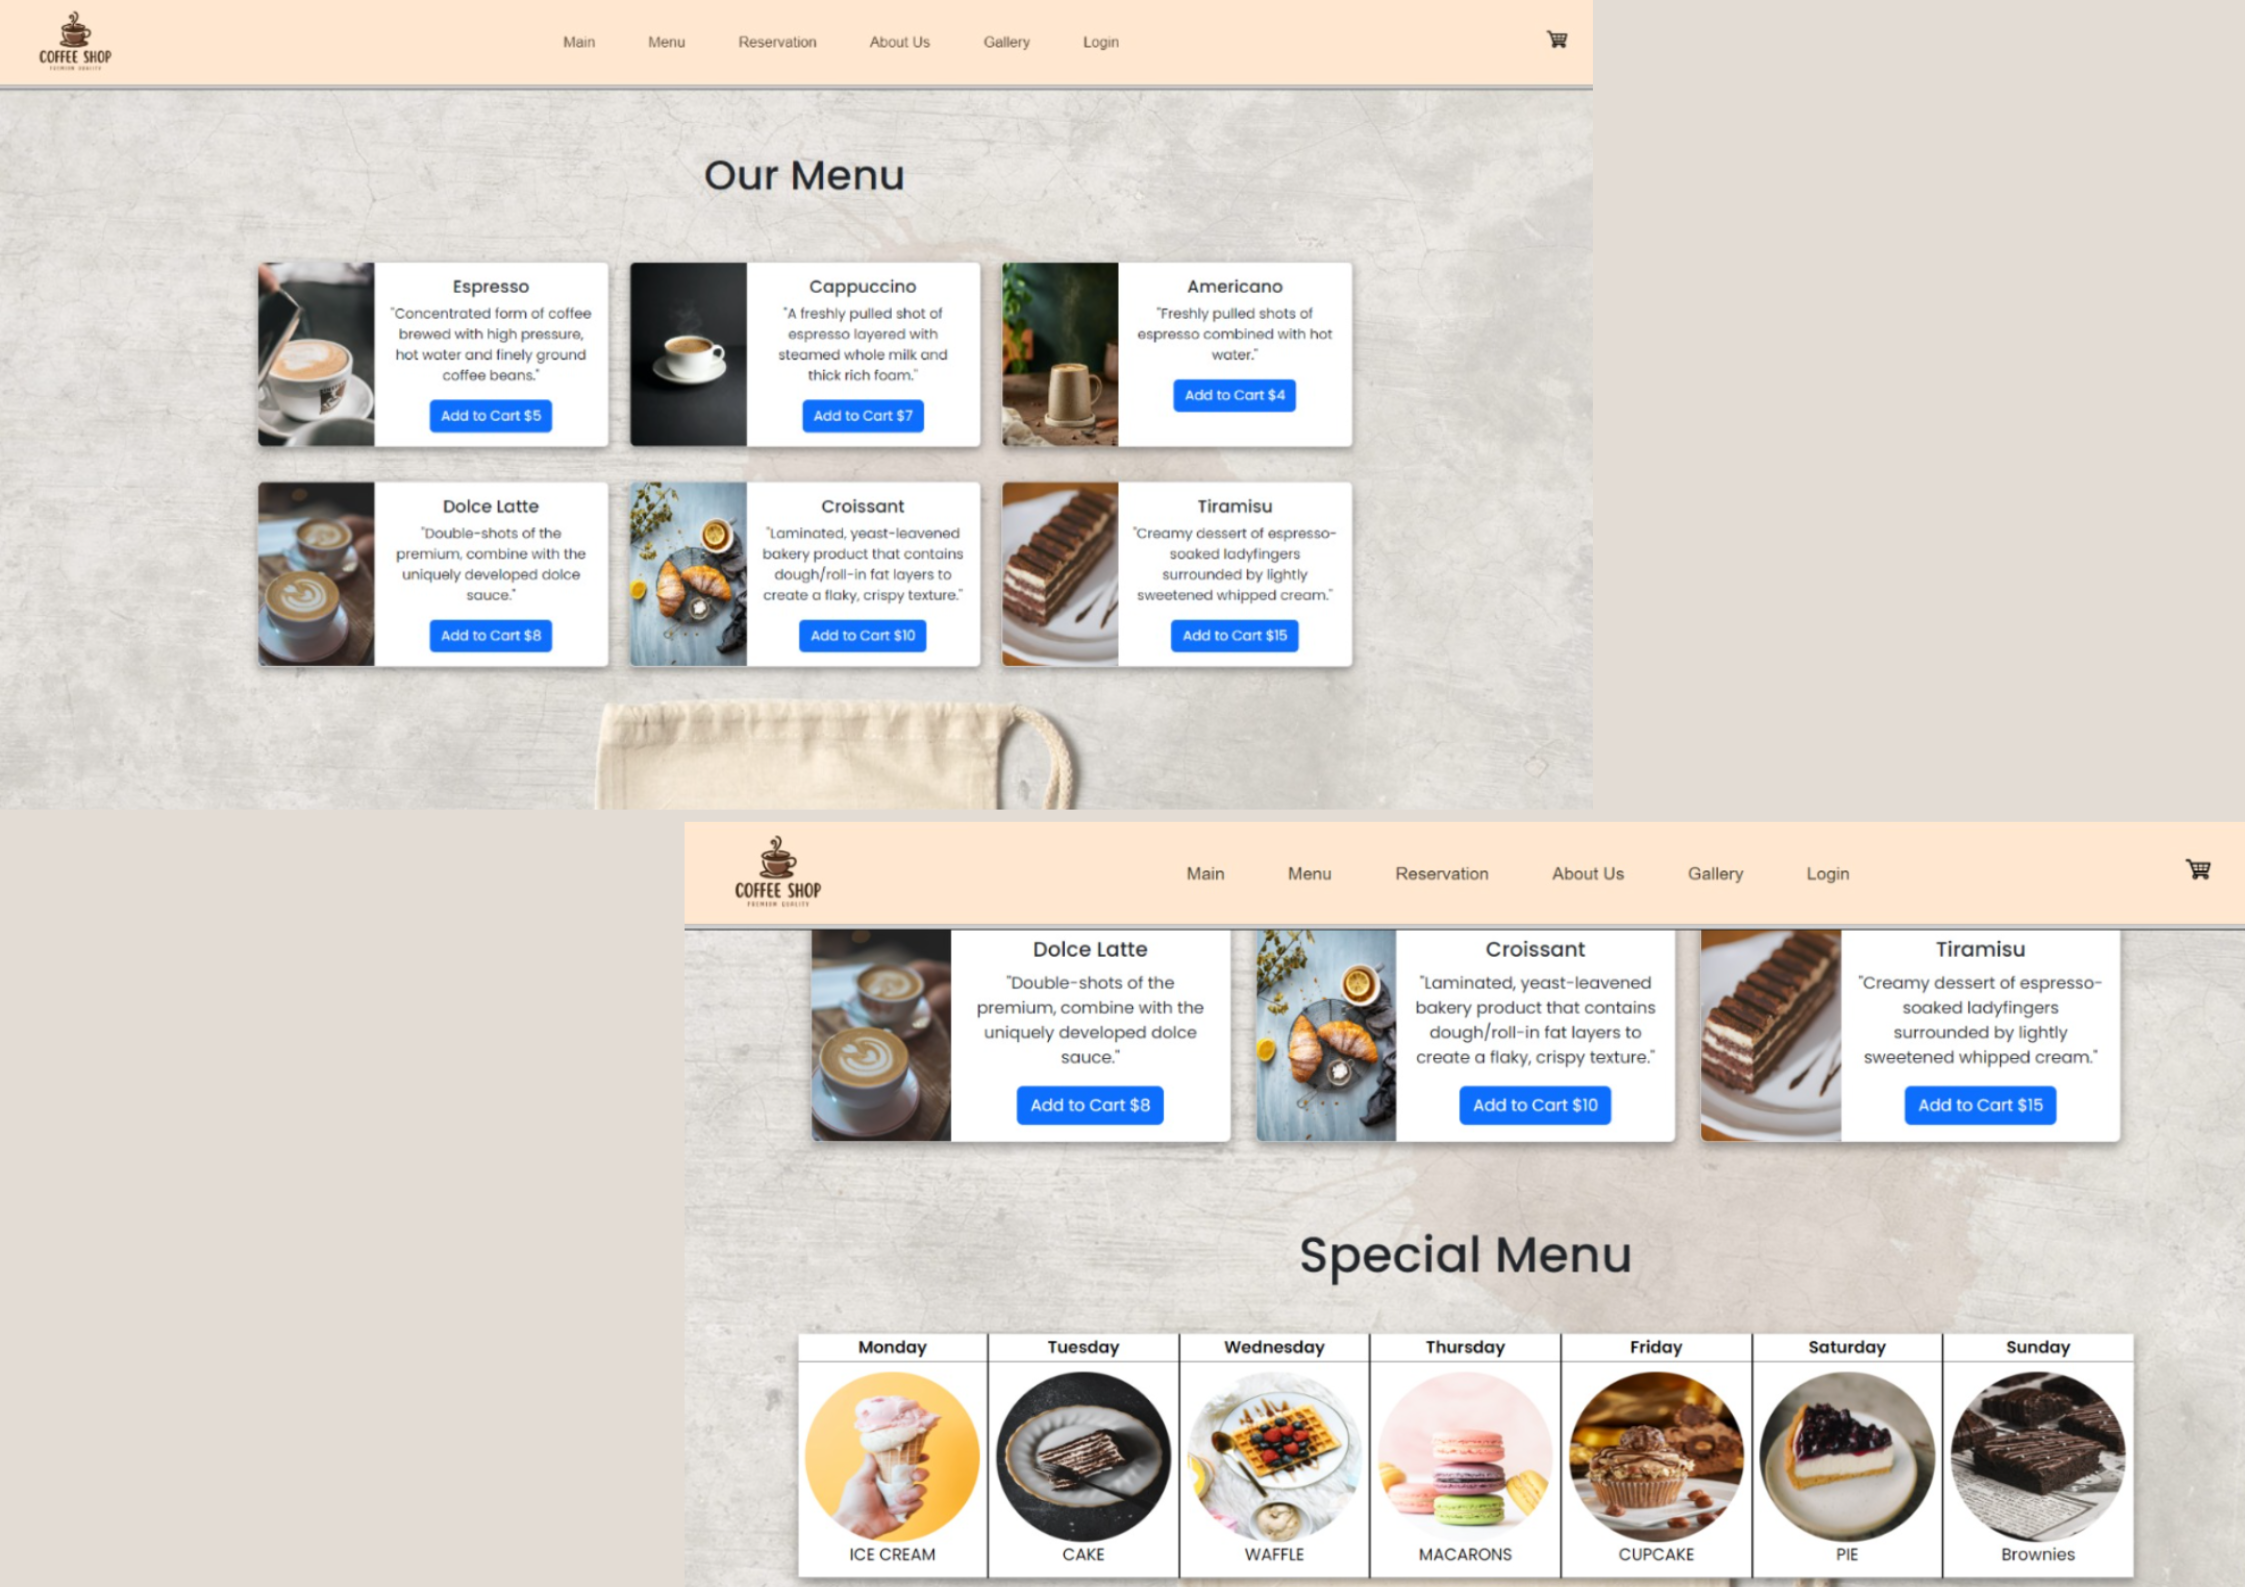 COFFEE SHOP
PREMIUM QUALITY
Main Menu Reservation About Us Gallery Login
Our Menu
Espresso
"Concentrated form of coffee
brewed with high pressure,
hot water and finely ground
coffee beans."
Add to Cart $5
Cappuccino
"A freshly pulled shot of
espresso layered with
steamed whole milk and
thick rich foam."
Add to Cart $7
Americano
"Freshly pulled shots of
espresso combined with hot
water."
Add to Cart $4
Dolce Latte
"Double-shots of the
premium, combine with the
uniquely developed dolce
sauce."
Add to Cart $8
Croissant
"Laminated, yeast-leavened
bakery product that contains
dough/roll-in fat layers to
create a flaky, crispy texture."
Add to Cart $10
Tiramisu
"Creamy dessert of espresso-
soaked ladyfingers
surrounded by lightly
sweetened whipped cream."
Add to Cart $15
COFFEE SHOP
PREMIUM QUALITY
Main Menu Reservation About Us Gallery Login
Dolce Latte
"Double-shots of the
premium, combine with the
uniquely developed dolce
sauce."
Add to Cart $8
Croissant
"Laminated, yeast-leavened
bakery product that contains
dough/roll-in fat layers to
create a flaky, crispy texture."
Add to Cart $10
Tiramisu
"Creamy dessert of espresso-
soaked ladyfingers
surrounded by lightly
sweetened whipped cream."
Add to Cart $15
Special Menu
Monday Tuesday Wednesday Thursday Friday Saturday Sunday
ICE CREAM CAKE WAFFLE MACARONS CUPCAKE PIE Brownies